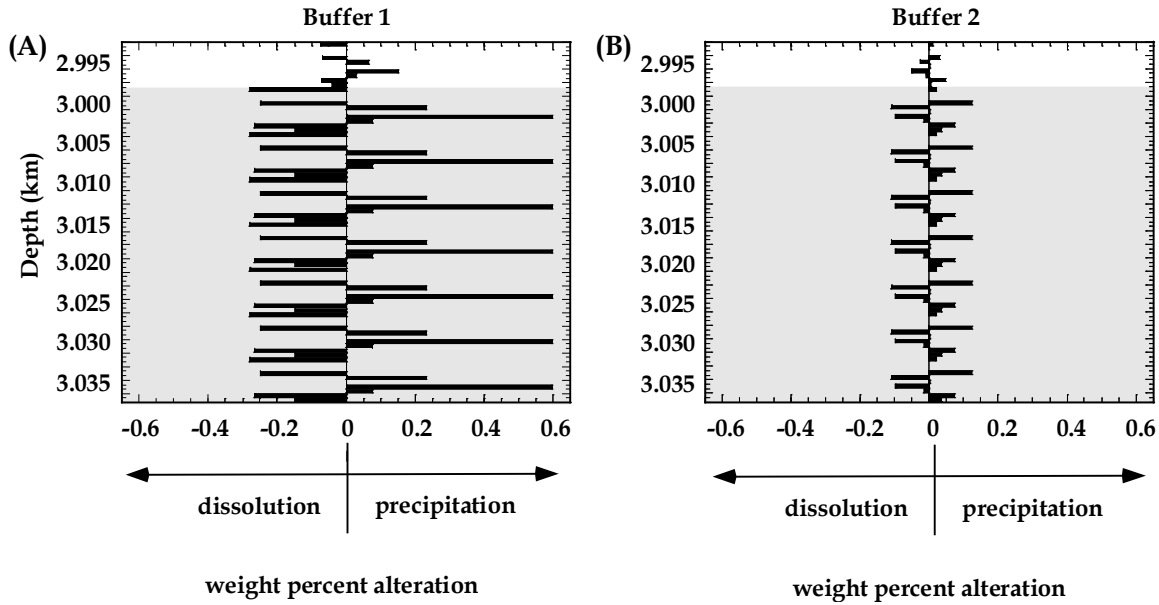 Buffer 1
Buffer 2
(A)
(B)
Depth (km)
2.995
3.000
3.005
3.010
3.015
3.020
3.025
3.030
3.035
2.995
3.000
3.005
3.010
3.015
3.020
3.025
3.030
3.035
-0.6 -0.4 -0.2 0 0.2 0.4 0.6
-0.6 -0.4 -0.2 0 0.2 0.4 0.6
dissolution precipitation
dissolution precipitation
weight percent alteration
weight percent alteration